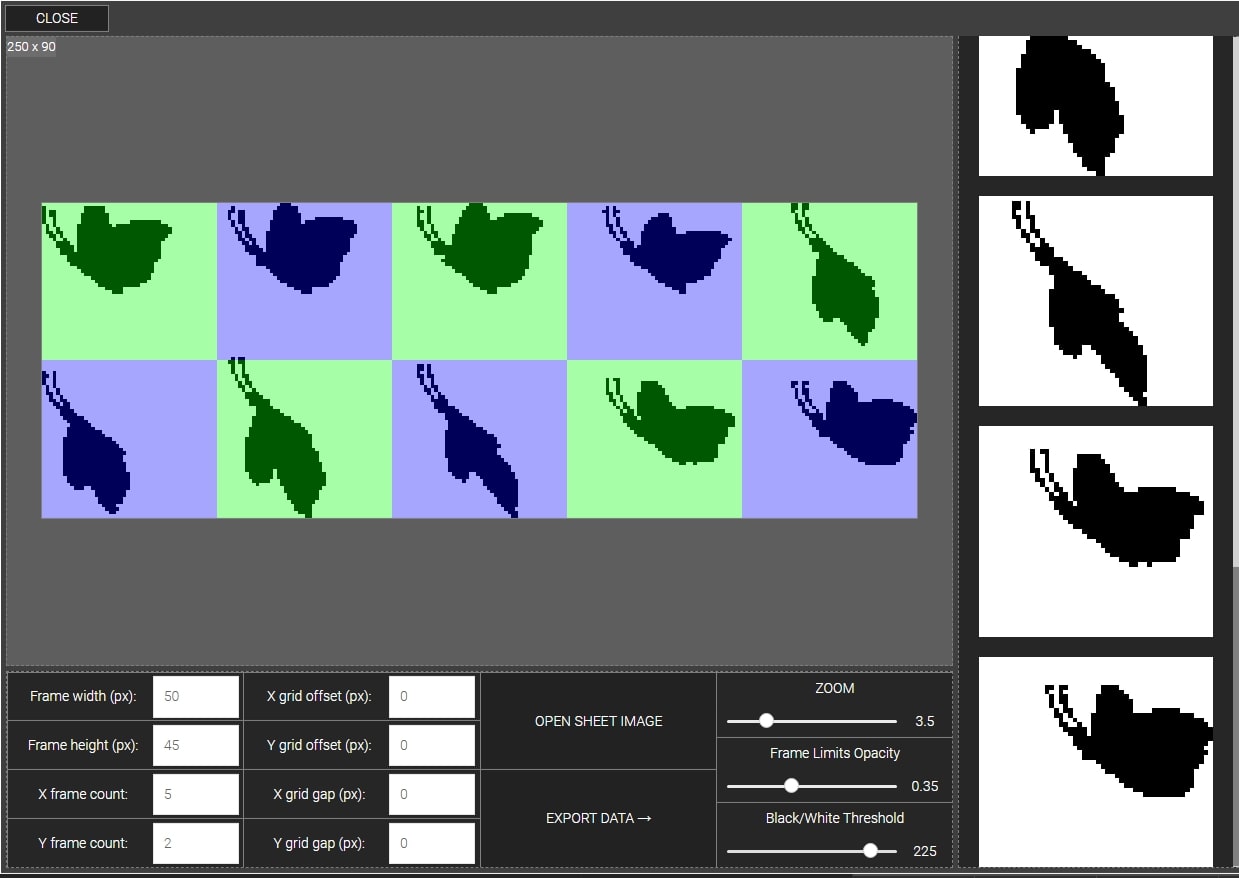 CLOSE
250 x 90
Frame width (px): 50
X grid offset (px): 0
Frame height (px): 45
Y grid offset (px): 0
X frame count: 5
X grid gap (px): 0
Y frame count: 2
Y grid gap (px): 0
OPEN SHEET IMAGE
EXPORT DATA →
ZOOM
3.5
Frame Limits Opacity
0.35
Black/White Threshold
225